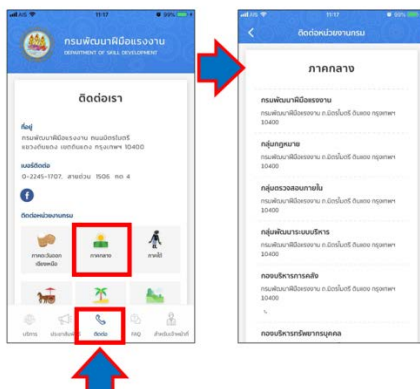 AIS
11:17
99%
กรมพัฒนาฝีมือแรงงาน
DEPARTMENT OF SKILL DEVELOPMENT
ติดต่อเรา
ที่อยู่
กรมพัฒนาฝีมือแรงงาน ถนนมิตรไมตรี
แขวงดินแดง เขตดินแดง กรุงเทพฯ 10400
เบอร์ติดต่อ
0-2245-1707, สายด่วน 1506 กด 4
ติดต่อหน่วยงานกรม
ภาคตะวันออก
เฉียงเหนือ
ภาคกลาง
ภาคใต้
บริการ
ประชาสัมพันธ์
ติดต่อ
FAQ
สำหรับเจ้าหน้าที่
AIS
11:17
99%
ติดต่อหน่วยงานกรม
ภาคกลาง
กรมพัฒนาฝีมือแรงงาน
กรมพัฒนาฝีมือแรงงาน ถ.มิตรไมตรี ดินแดง กรุงเทพฯ
10400
กลุ่มกฎหมาย
กรมพัฒนาฝีมือแรงงาน ถ.มิตรไมตรี ดินแดง กรุงเทพฯ
10400
กลุ่มตรวจสอบภายใน
กรมพัฒนาฝีมือแรงงาน ถ.มิตรไมตรี ดินแดง กรุงเทพฯ
10400
กลุ่มพัฒนาระบบบริหาร
กรมพัฒนาฝีมือแรงงาน ถ.มิตรไมตรี ดินแดง กรุงเทพฯ
10400
กองบริหารการคลัง
กรมพัฒนาฝีมือแรงงาน ถ.มิตรไมตรี ดินแดง กรุงเทพฯ
10400
กองบริหารทรัพยากรบุคคล